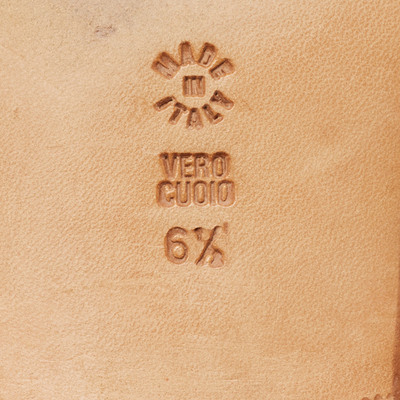 MADE
IN
ITALY
VERO
CUOIO
6½